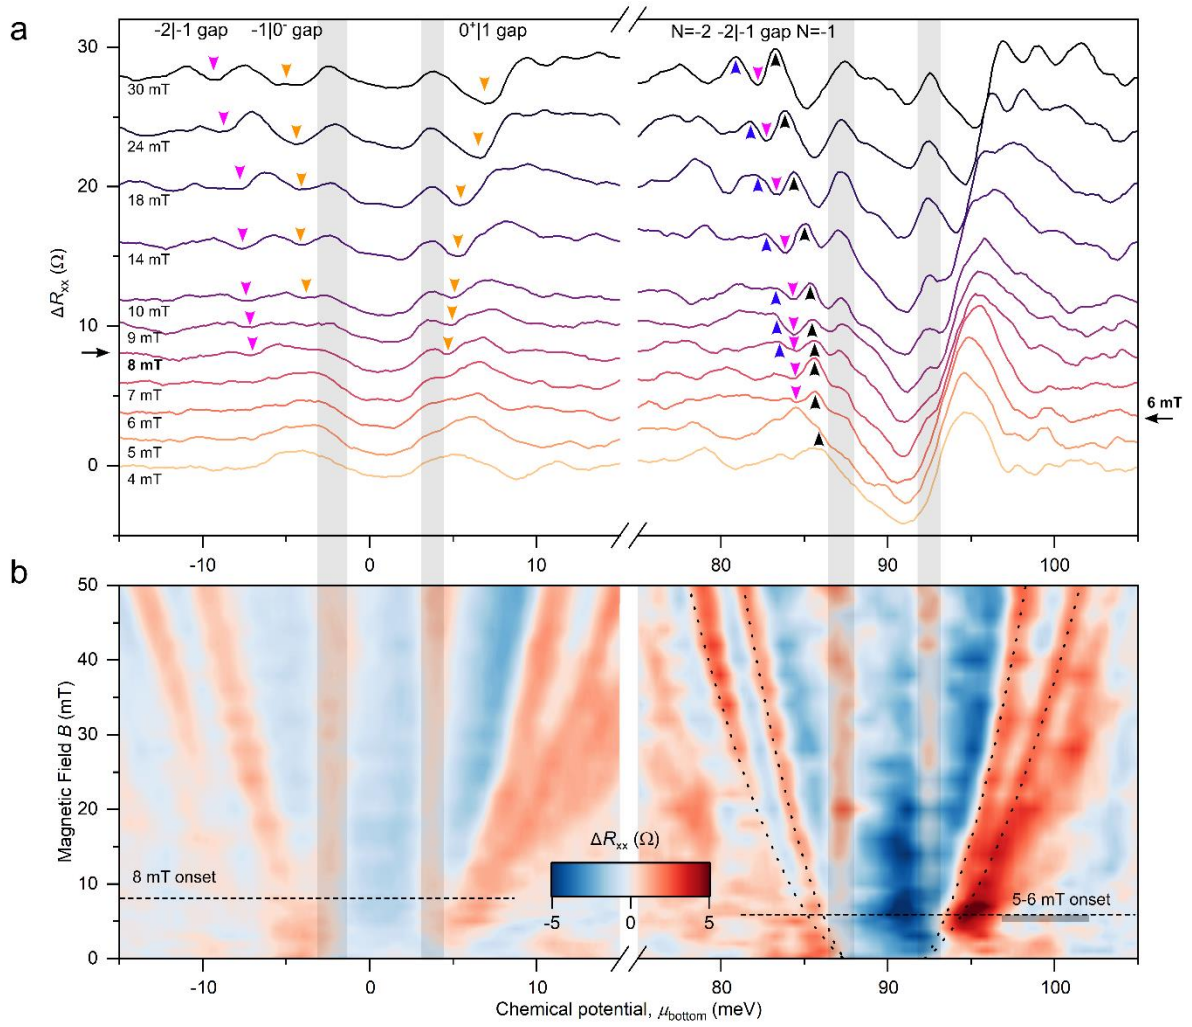 a
-2|-1 gap -1|0⁻ gap 0⁺|1 gap N=-2 -2|-1 gap N=-1
30
20
10
0
ΔRxx (Ω)
30 mT
24 mT
18 mT
14 mT
10 mT
9 mT
8 mT
7 mT
6 mT
5 mT
4 mT
6 mT
-10 0 10 80 90 100
b
50
40
30
20
10
0
Magnetic Field B (mT)
8 mT onset
ΔRxx (Ω)
-5 0 5
5-6 mT onset
-10 0 10 80 90 100
Chemical potential, μbottom (meV)